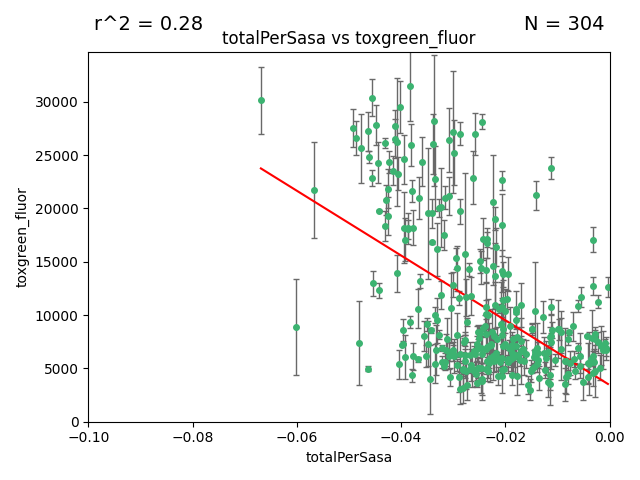 r^2 = 0.28
N = 304
totalPerSasa vs toxgreen_fluor
30000
25000
20000
15000
10000
5000
0
toxgreen_fluor
−0.10
−0.08
−0.06
−0.04
−0.02
0.00
totalPerSasa